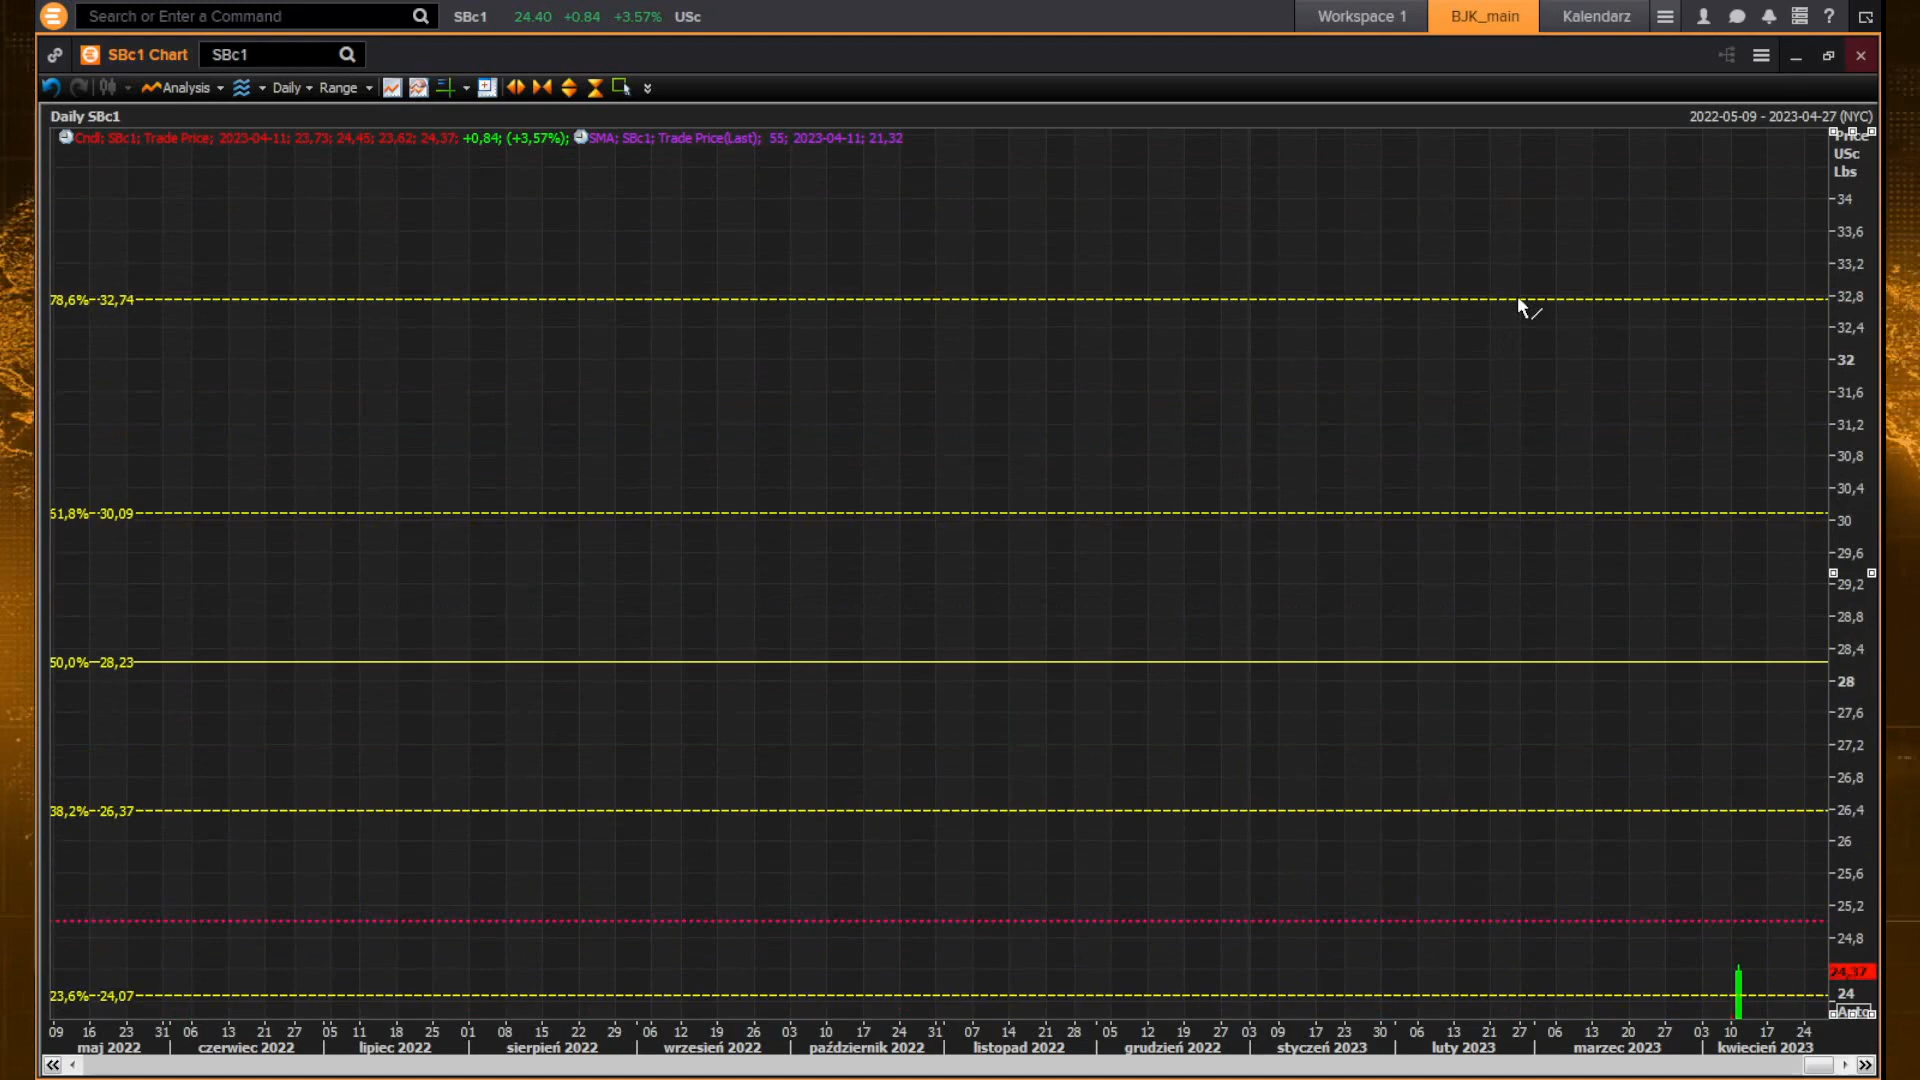 Search or Enter a Command SBc1 24.40 +0.84 +3.57% USc Workspace 1 BJK_main Kalendarz ?
SBc1 Chart SBc1
Analysis Daily Range
Daily SBc1 2022-05-09 - 2023-04-27 (NYC)
Cndl; SBc1; Trade Price; 2023-04-11; 23,73; 24,45; 23,62; 24,37; +0,84; (+3,57%); SMA; SBc1; Trade Price(Last); 55; 2023-04-11; 21,32
Price
USc
Lbs
34
33,6
33,2
78,6% 32,74
32,8
32,4
32
31,6
31,2
30,8
30,4
61,8% 30,09
30
29,6
29,2
28,8
28,4
50,0% 28,23
28
27,6
27,2
26,8
38,2% 26,37
26,4
26
25,6
25,2
24,8
24,37
23,6% 24,07
24
Auto
09 16 23 31 06 13 21 27 05 11 18 25 01 08 15 22 29 06 12 19 26 03 10 17 24 31 07 14 21 28 05 12 19 27 03 09 17 23 30 06 13 21 27 06 13 20 27 03 10 17 24
maj 2022 czerwiec 2022 lipiec 2022 sierpień 2022 wrzesień 2022 październik 2022 listopad 2022 grudzień 2022 styczeń 2023 luty 2023 marzec 2023 kwiecień 2023